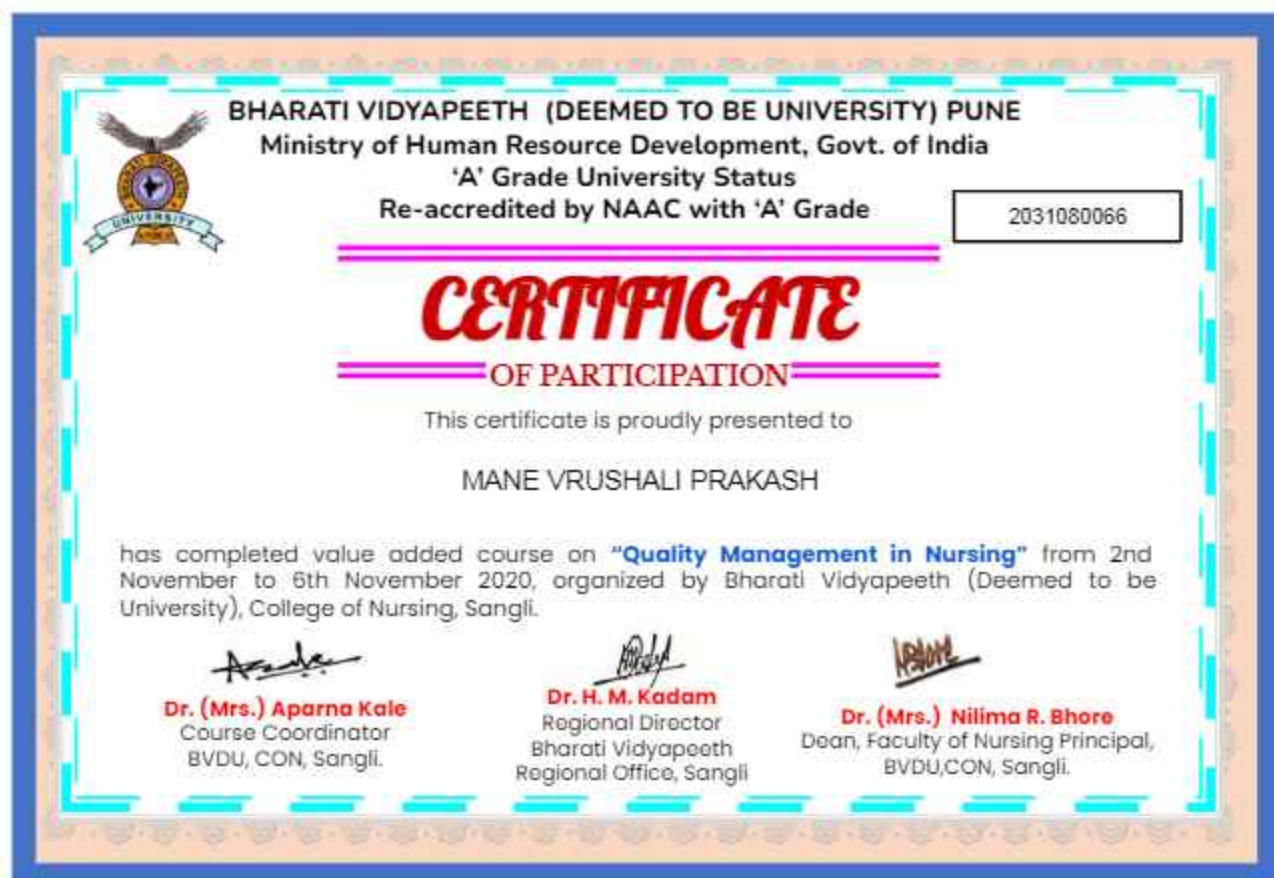 BHARATI VIDYAPEETH (DEEMED TO BE UNIVERSITY) PUNE
Ministry of Human Resource Development, Govt. of India
‘A’ Grade University Status
Re-accredited by NAAC with ‘A’ Grade
2031080066
BHARATI VIDYAPEETH
UNIVERSITY
CERTIFICATE
OF PARTICIPATION
This certificate is proudly presented to
MANE VRUSHALI PRAKASH
has completed value added course on “Quality Management in Nursing” from 2nd
November to 6th November 2020, organized by Bharati Vidyapeeth (Deemed to be
University), College of Nursing, Sangli.
Dr. (Mrs.) Aparna Kale
Course Coordinator
BVDU, CON, Sangli.
Dr. H. M. Kadam
Regional Director
Bharati Vidyapeeth
Regional Office, Sangli
Dr. (Mrs.) Nilima R. Bhore
Dean, Faculty of Nursing Principal,
BVDU,CON, Sangli.